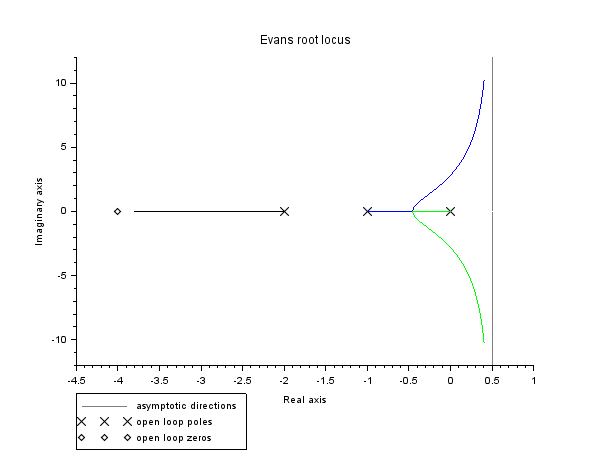 Evans root locus
10
5
0
-5
-10
Imaginary axis
-4.5 -4 -3.5 -3 -2.5 -2 -1.5 -1 -0.5 0 0.5 1
Real axis
asymptotic directions
open loop poles
open loop zeros